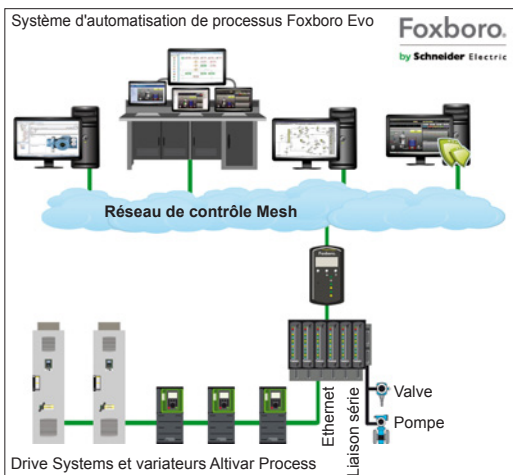 Système d'automatisation de processus Foxboro Evo
Foxboro.
by Schneider Electric
Réseau de contrôle Mesh
Foxboro
Ethernet
Liaison série
Valve
Pompe
Drive Systems et variateurs Altivar Process